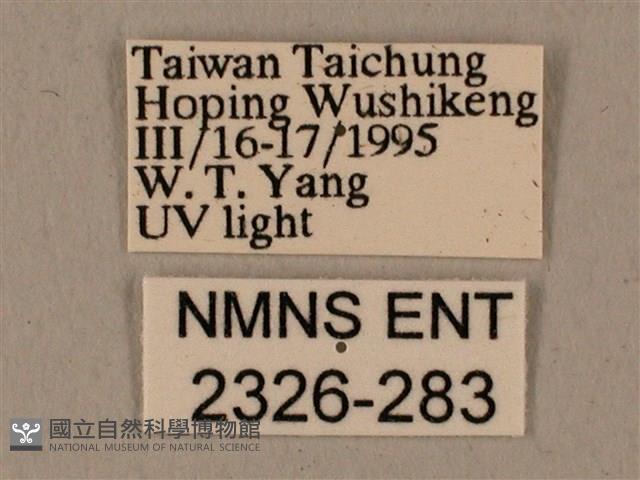 Taiwan Taichung
Hoping Wushikeng
III/16-17/1995
W. T. Yang
UV light
NMNS ENT
2326-283
國立自然科學博物館
NATIONAL MUSEUM OF NATURAL SCIENCE